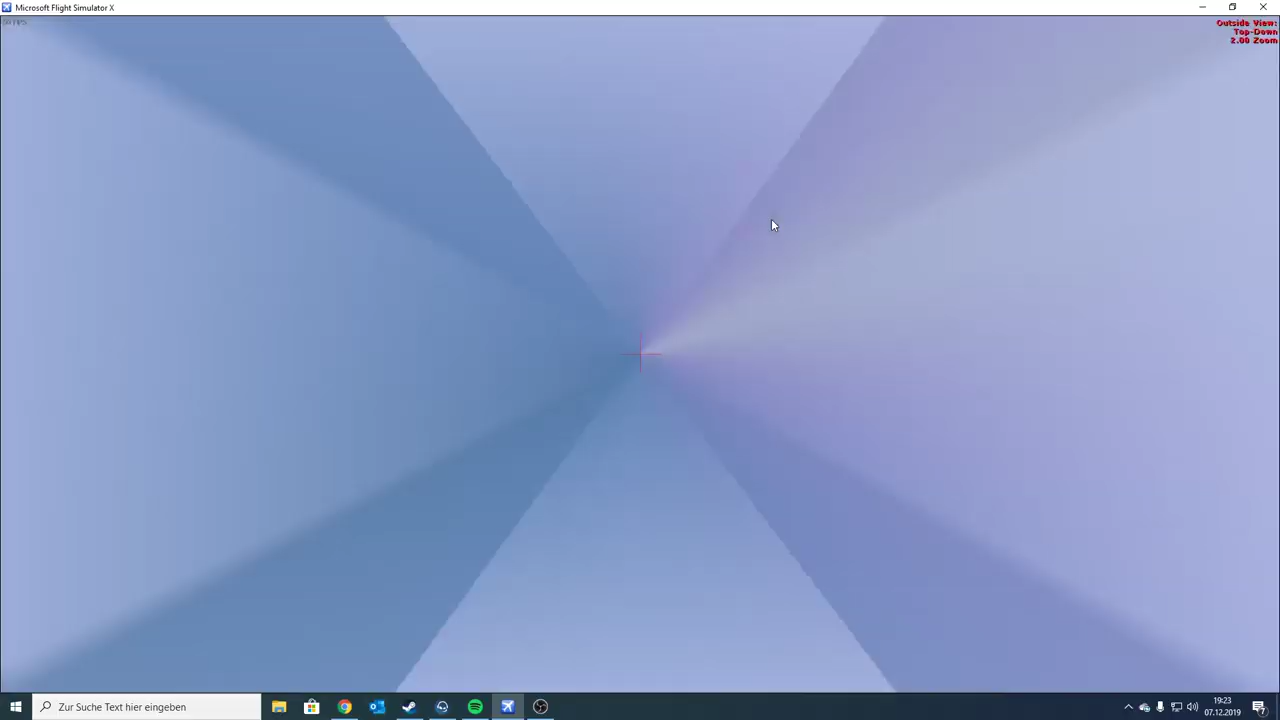 Microsoft Flight Simulator X
Outside View:
Top-Down
2.00 Zoom
Zur Suche Text hier eingeben
19:23
07.12.2019
7